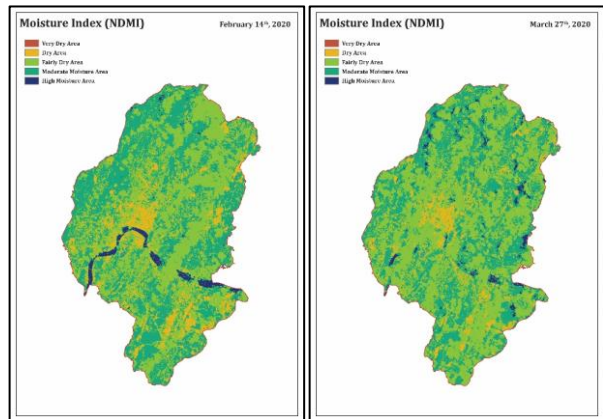 Moisture Index (NDMI)
February 14th, 2020
Very Dry Area
Dry Area
Fairly Dry Area
Moderate Moisture Area
High Moisture Area
Moisture Index (NDMI)
March 27th, 2020
Very Dry Area
Dry Area
Fairly Dry Area
Moderate Moisture Area
High Moisture Area